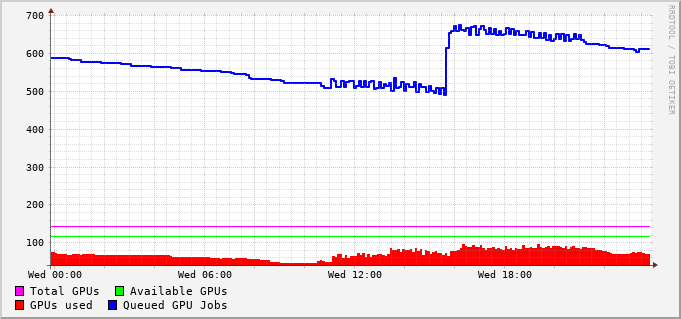 700
600
500
400
300
200
100
Wed 00:00 Wed 06:00 Wed 12:00 Wed 18:00
Total GPUs Available GPUs
GPUs used Queued GPU Jobs
RRDTOOL / TOBI OETIKER